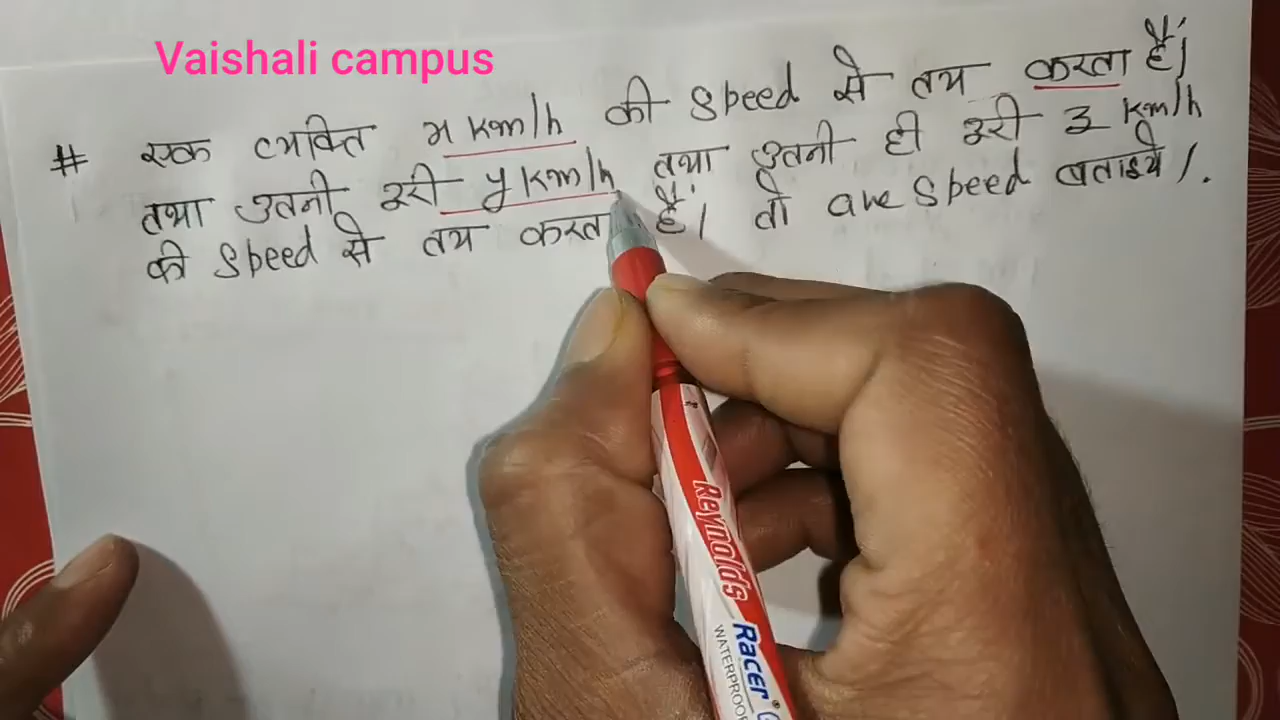 Vaishali campus
# एक व्यक्ति x km/h की speed से तय करता है।
तथा उतनी दूरी y km/h तथा उतनी ही दूरी z km/h
की speed से तय करता है। तो ave speed बताइये।.
Reynolds
Racer
WATERPROOF